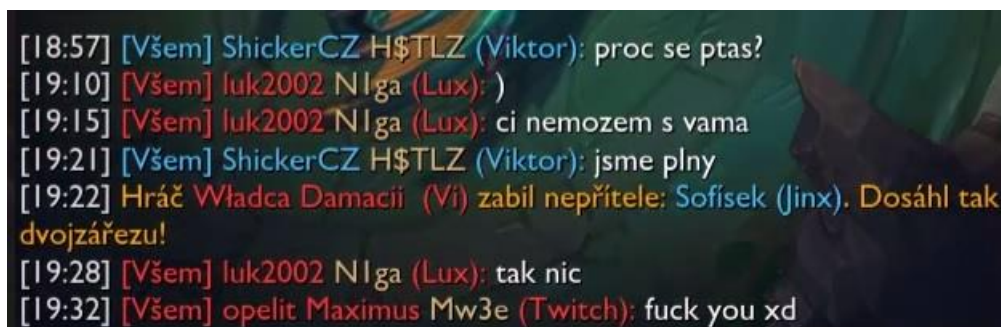 [18:57] [Všem] ShickerCZ H$TLZ (Viktor): proc se ptas?
[19:10] [Všem] luk2002 N1ga (Lux): )
[19:15] [Všem] luk2002 N1ga (Lux): ci nemozem s vama
[19:21] [Všem] ShickerCZ H$TLZ (Viktor): jsme plny
[19:22] Hráč Władca Damacii (Vi) zabil nepřítele: Sofísek (Jinx). Dosáhl tak
dvojzářezu!
[19:28] [Všem] luk2002 N1ga (Lux): tak nic
[19:32] [Všem] opelit Maximus Mw3e (Twitch): fuck you xd